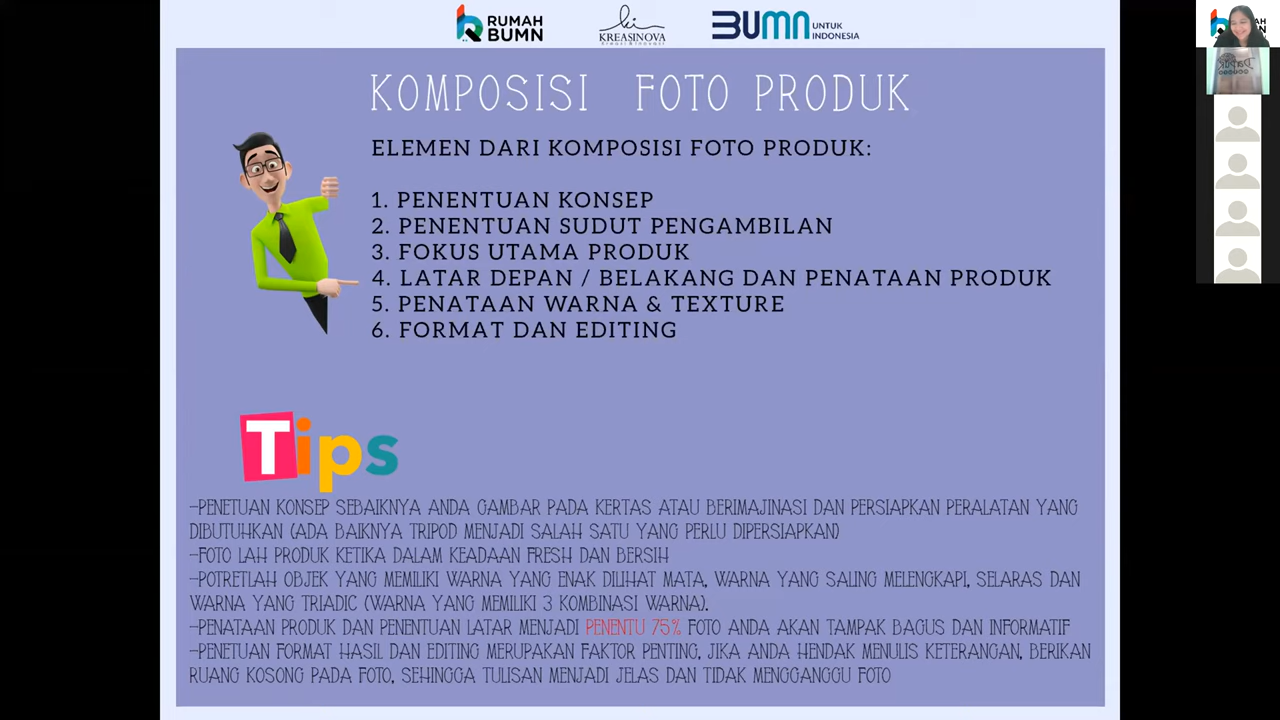 RUMAH
BUMN
ki
KREASINOVA
Kreasi & Inovasi
BUMN
UNTUK
INDONESIA
KOMPOSISI FOTO PRODUK
ELEMEN DARI KOMPOSISI FOTO PRODUK:
1. PENENTUAN KONSEP
2. PENENTUAN SUDUT PENGAMBILAN
3. FOKUS UTAMA PRODUK
4. LATAR DEPAN / BELAKANG DAN PENATAAN PRODUK
5. PENATAAN WARNA & TEXTURE
6. FORMAT DAN EDITING
Tips
-PENETUAN KONSEP SEBAIKNYA ANDA GAMBAR PADA KERTAS ATAU BERIMAJINASI DAN PERSIAPKAN PERALATAN YANG
DIBUTUHKAN (ADA BAIKNYA TRIPOD MENJADI SALAH SATU YANG PERLU DIPERSIAPKAN)
-FOTO LAH PRODUK KETIKA DALAM KEADAAN FRESH DAN BERSIH
-POTRETLAH OBJEK YANG MEMILIKI WARNA YANG ENAK DILIHAT MATA, WARNA YANG SALING MELENGKAPI, SELARAS DAN
WARNA YANG TRIADIC (WARNA YANG MEMILIKI 3 KOMBINASI WARNA).
-PENATAAN PRODUK DAN PENENTUAN LATAR MENJADI PENENTU 75% FOTO ANDA AKAN TAMPAK BAGUS DAN INFORMATIF
-PENETUAN FORMAT HASIL DAN EDITING MERUPAKAN FAKTOR PENTING, JIKA ANDA HENDAK MENULIS KETERANGAN, BERIKAN
RUANG KOSONG PADA FOTO, SEHINGGA TULISAN MENJADI JELAS DAN TIDAK MENGGANGGU FOTO